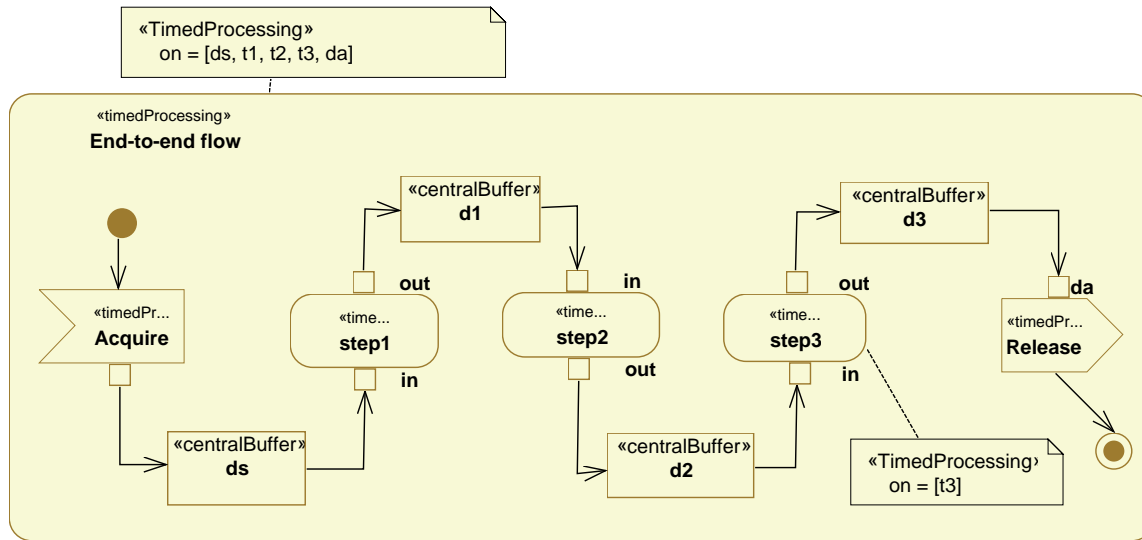 «TimedProcessing»
on = [ds, t1, t2, t3, da]
«timedProcessing»
End-to-end flow
«centralBuffer»
d1
«centralBuffer»
d3
out
in
out
da
«timedPr...
Acquire
«time...
step1
«time...
step2
«time...
step3
«timedPr...
Release
in
out
in
«centralBuffer»
ds
«centralBuffer»
d2
«TimedProcessing»
on = [t3]